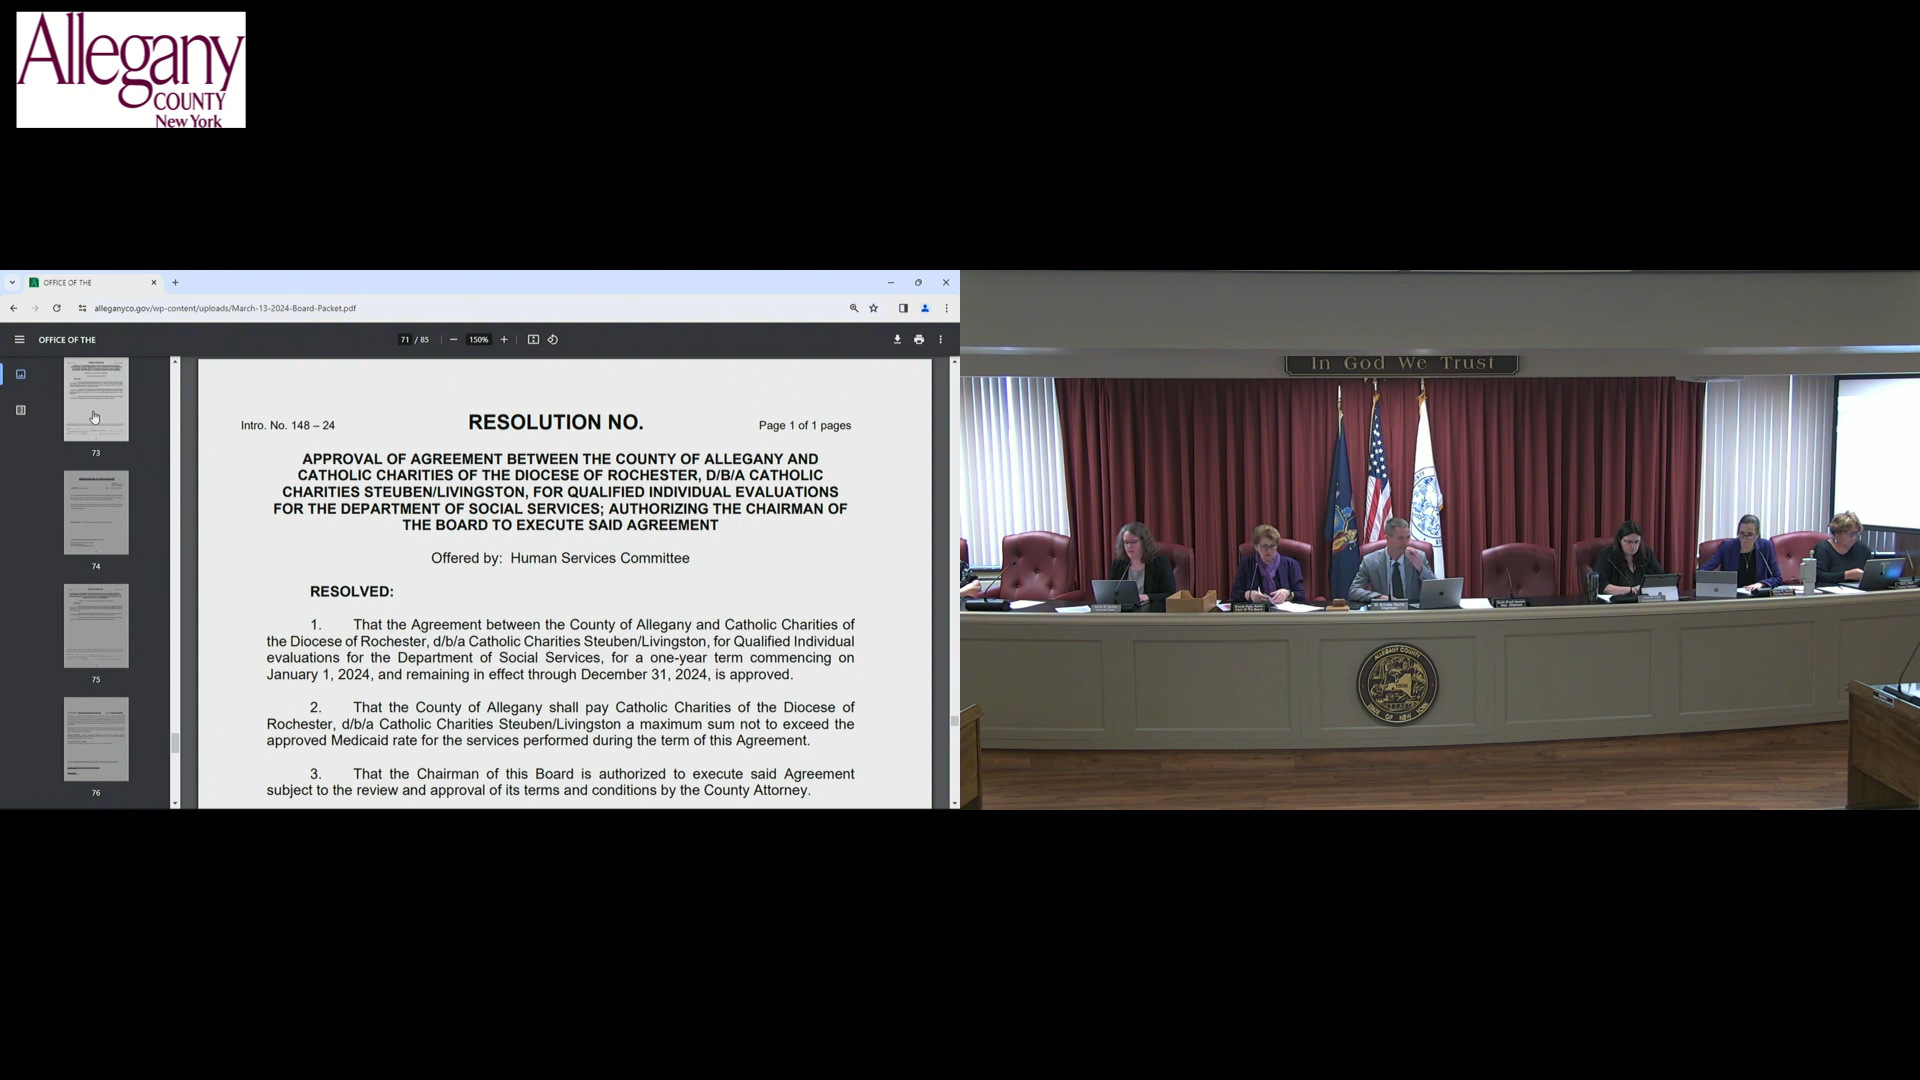 Allegany
COUNTY
New York
OFFICE OF THE
alleganyco.gov/wp-content/uploads/March-13-2024-Board-Packet.pdf
OFFICE OF THE
71 / 85
150%
73
74
75
76
Intro. No. 148 – 24
RESOLUTION NO.
Page 1 of 1 pages
APPROVAL OF AGREEMENT BETWEEN THE COUNTY OF ALLEGANY AND
CATHOLIC CHARITIES OF THE DIOCESE OF ROCHESTER, D/B/A CATHOLIC
CHARITIES STEUBEN/LIVINGSTON, FOR QUALIFIED INDIVIDUAL EVALUATIONS
FOR THE DEPARTMENT OF SOCIAL SERVICES; AUTHORIZING THE CHAIRMAN OF
THE BOARD TO EXECUTE SAID AGREEMENT
Offered by: Human Services Committee
RESOLVED:
1. That the Agreement between the County of Allegany and Catholic Charities of
the Diocese of Rochester, d/b/a Catholic Charities Steuben/Livingston, for Qualified Individual
evaluations for the Department of Social Services, for a one-year term commencing on
January 1, 2024, and remaining in effect through December 31, 2024, is approved.
2. That the County of Allegany shall pay Catholic Charities of the Diocese of
Rochester, d/b/a Catholic Charities Steuben/Livingston a maximum sum not to exceed the
approved Medicaid rate for the services performed during the term of this Agreement.
3. That the Chairman of this Board is authorized to execute said Agreement
subject to the review and approval of its terms and conditions by the County Attorney.
In God We Trust
ALLEGANY COUNTY
STATE OF NEW YORK